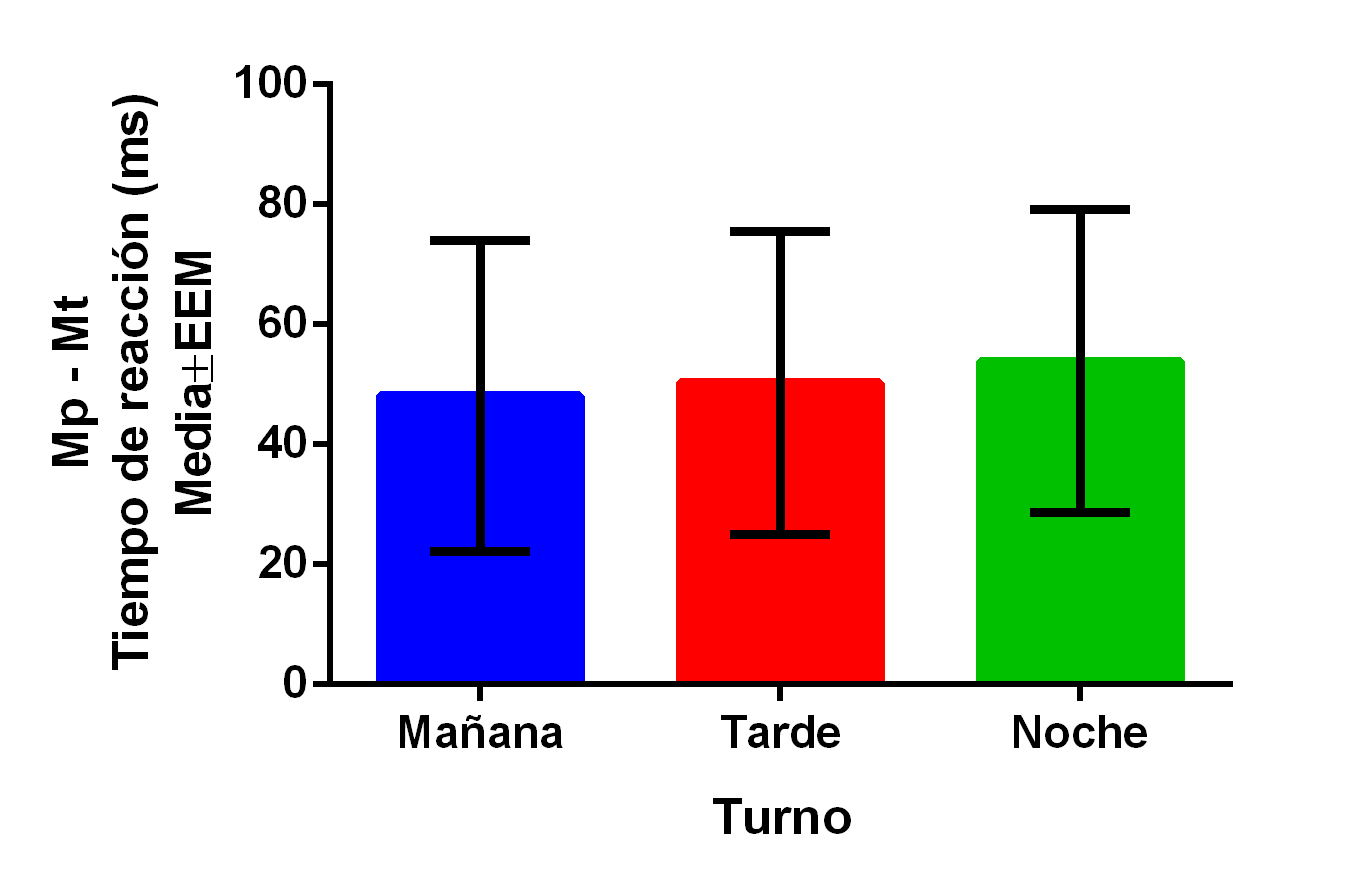 Mp - Mt
Tiempo de reacción (ms)
Media±EEM
100
80
60
40
20
0
Mañana
Tarde
Noche
Turno